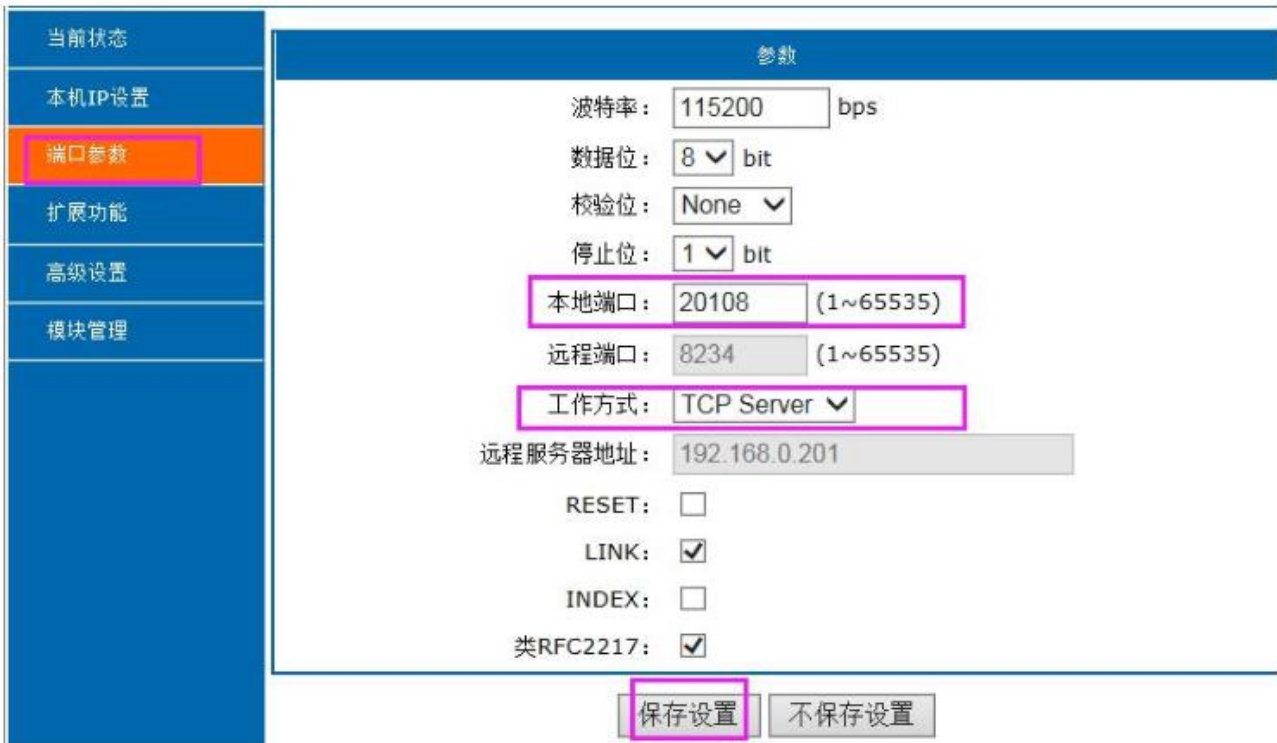 当前状态
本机IP设置
端口参数
扩展功能
高级设置
模块管理
参数
波特率： 115200 bps
数据位： 8 bit
校验位： None
停止位： 1 bit
本地端口： 20108 (1~65535)
远程端口： 8234 (1~65535)
工作方式： TCP Server
远程服务器地址： 192.168.0.201
RESET：
LINK：
INDEX：
类RFC2217：
保存设置 不保存设置